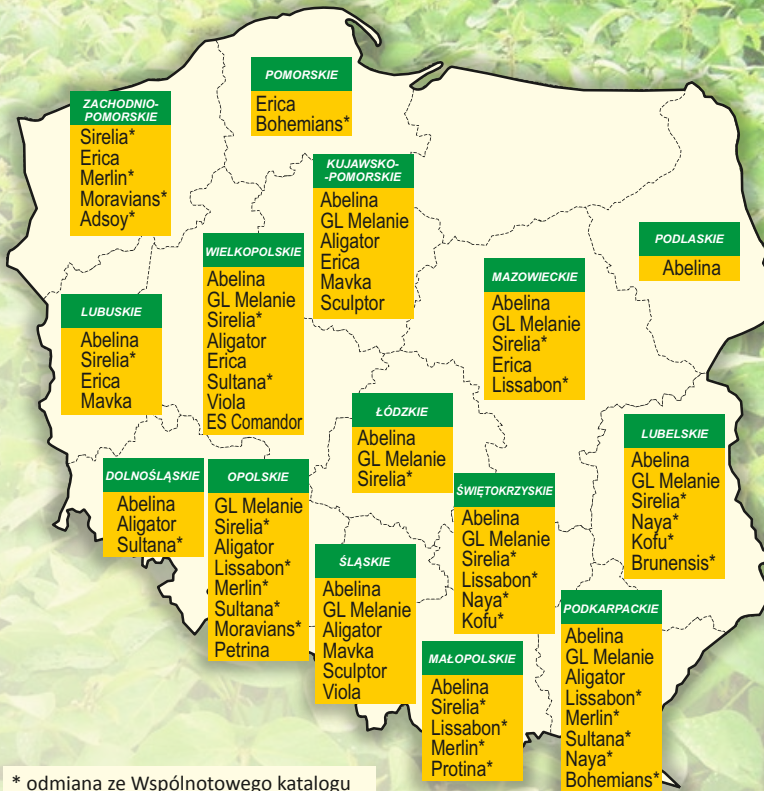 POMORSKIE
Erica
Bohemians*
ZACHODNIO-
POMORSKIE
Sirelia*
Erica
Merlin*
Moravians*
Adsoy*
KUJAWSKO-
-POMORSKIE
Abelina
GL Melanie
Aligator
Erica
Mavka
Sculptor
PODLASKIE
Abelina
WIELKOPOLSKIE
Abelina
GL Melanie
Sirelia*
Aligator
Erica
Sultana*
Viola
ES Comandor
MAZOWIECKIE
Abelina
GL Melanie
Sirelia*
Erica
Lissabon*
LUBUSKIE
Abelina
Sirelia*
Erica
Mavka
ŁÓDZKIE
Abelina
GL Melanie
Sirelia*
LUBELSKIE
Abelina
GL Melanie
Sirelia*
Naya*
Kofu*
Brunensis*
DOLNOŚLĄSKIE
Abelina
Aligator
Sultana*
OPOLSKIE
GL Melanie
Sirelia*
Aligator
Lissabon*
Merlin*
Sultana*
Moravians*
Petrina
ŚWIĘTOKRZYSKIE
Abelina
GL Melanie
Sirelia*
Lissabon*
Naya*
Kofu*
ŚLĄSKIE
Abelina
GL Melanie
Aligator
Mavka
Sculptor
Viola
MAŁOPOLSKIE
Abelina
Sirelia*
Lissabon*
Merlin*
Protina*
PODKARPACKIE
Abelina
GL Melanie
Aligator
Lissabon*
Merlin*
Sultana*
Naya*
Bohemians*
* odmiana ze Wspólnotowego katalogu